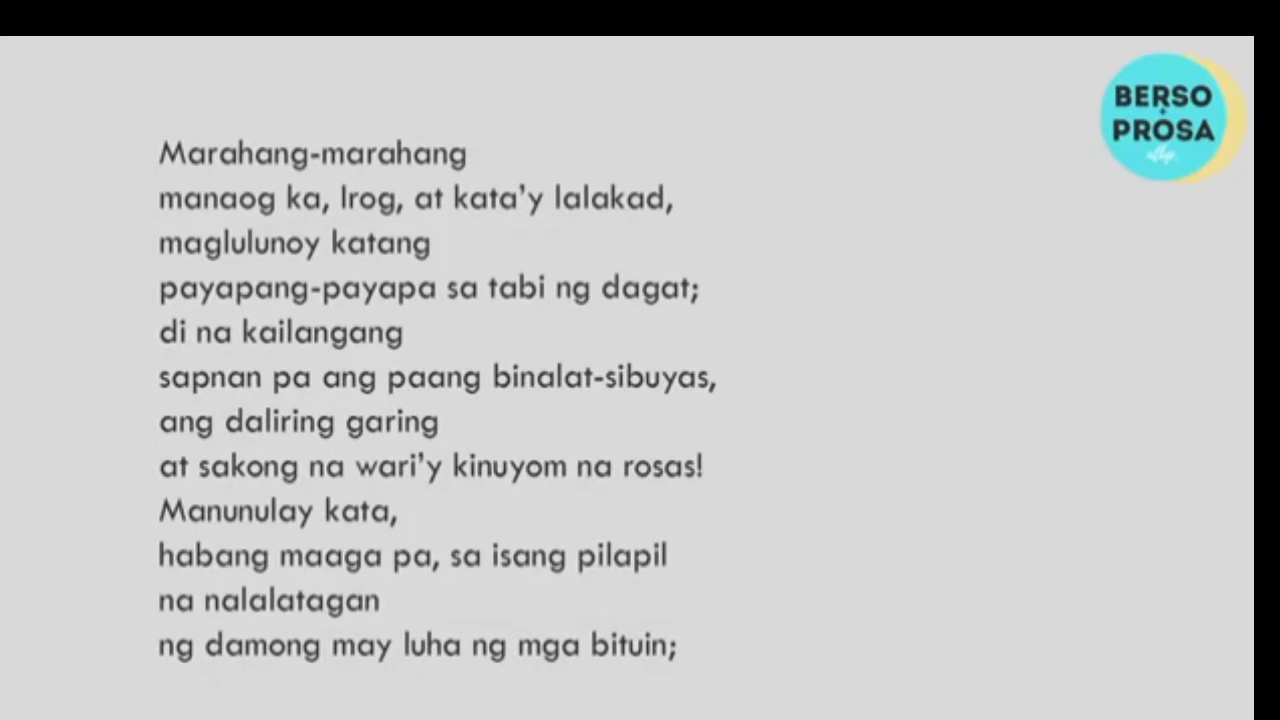 BERSO
PROSA
Marahang-marahang
manaog ka, Irog, at kata'y lalakad,
maglulunoy katang
payapang-payapa sa tabi ng dagat;
di na kailangang
sapnan pa ang paang binalat-sibuyas,
ang daliring garing
at sakong na wari'y kinuyom na rosas!
Manunulay kata,
habang maaga pa, sa isang pilapil
na nalalatagan
ng damong may luha ng mga bituin;